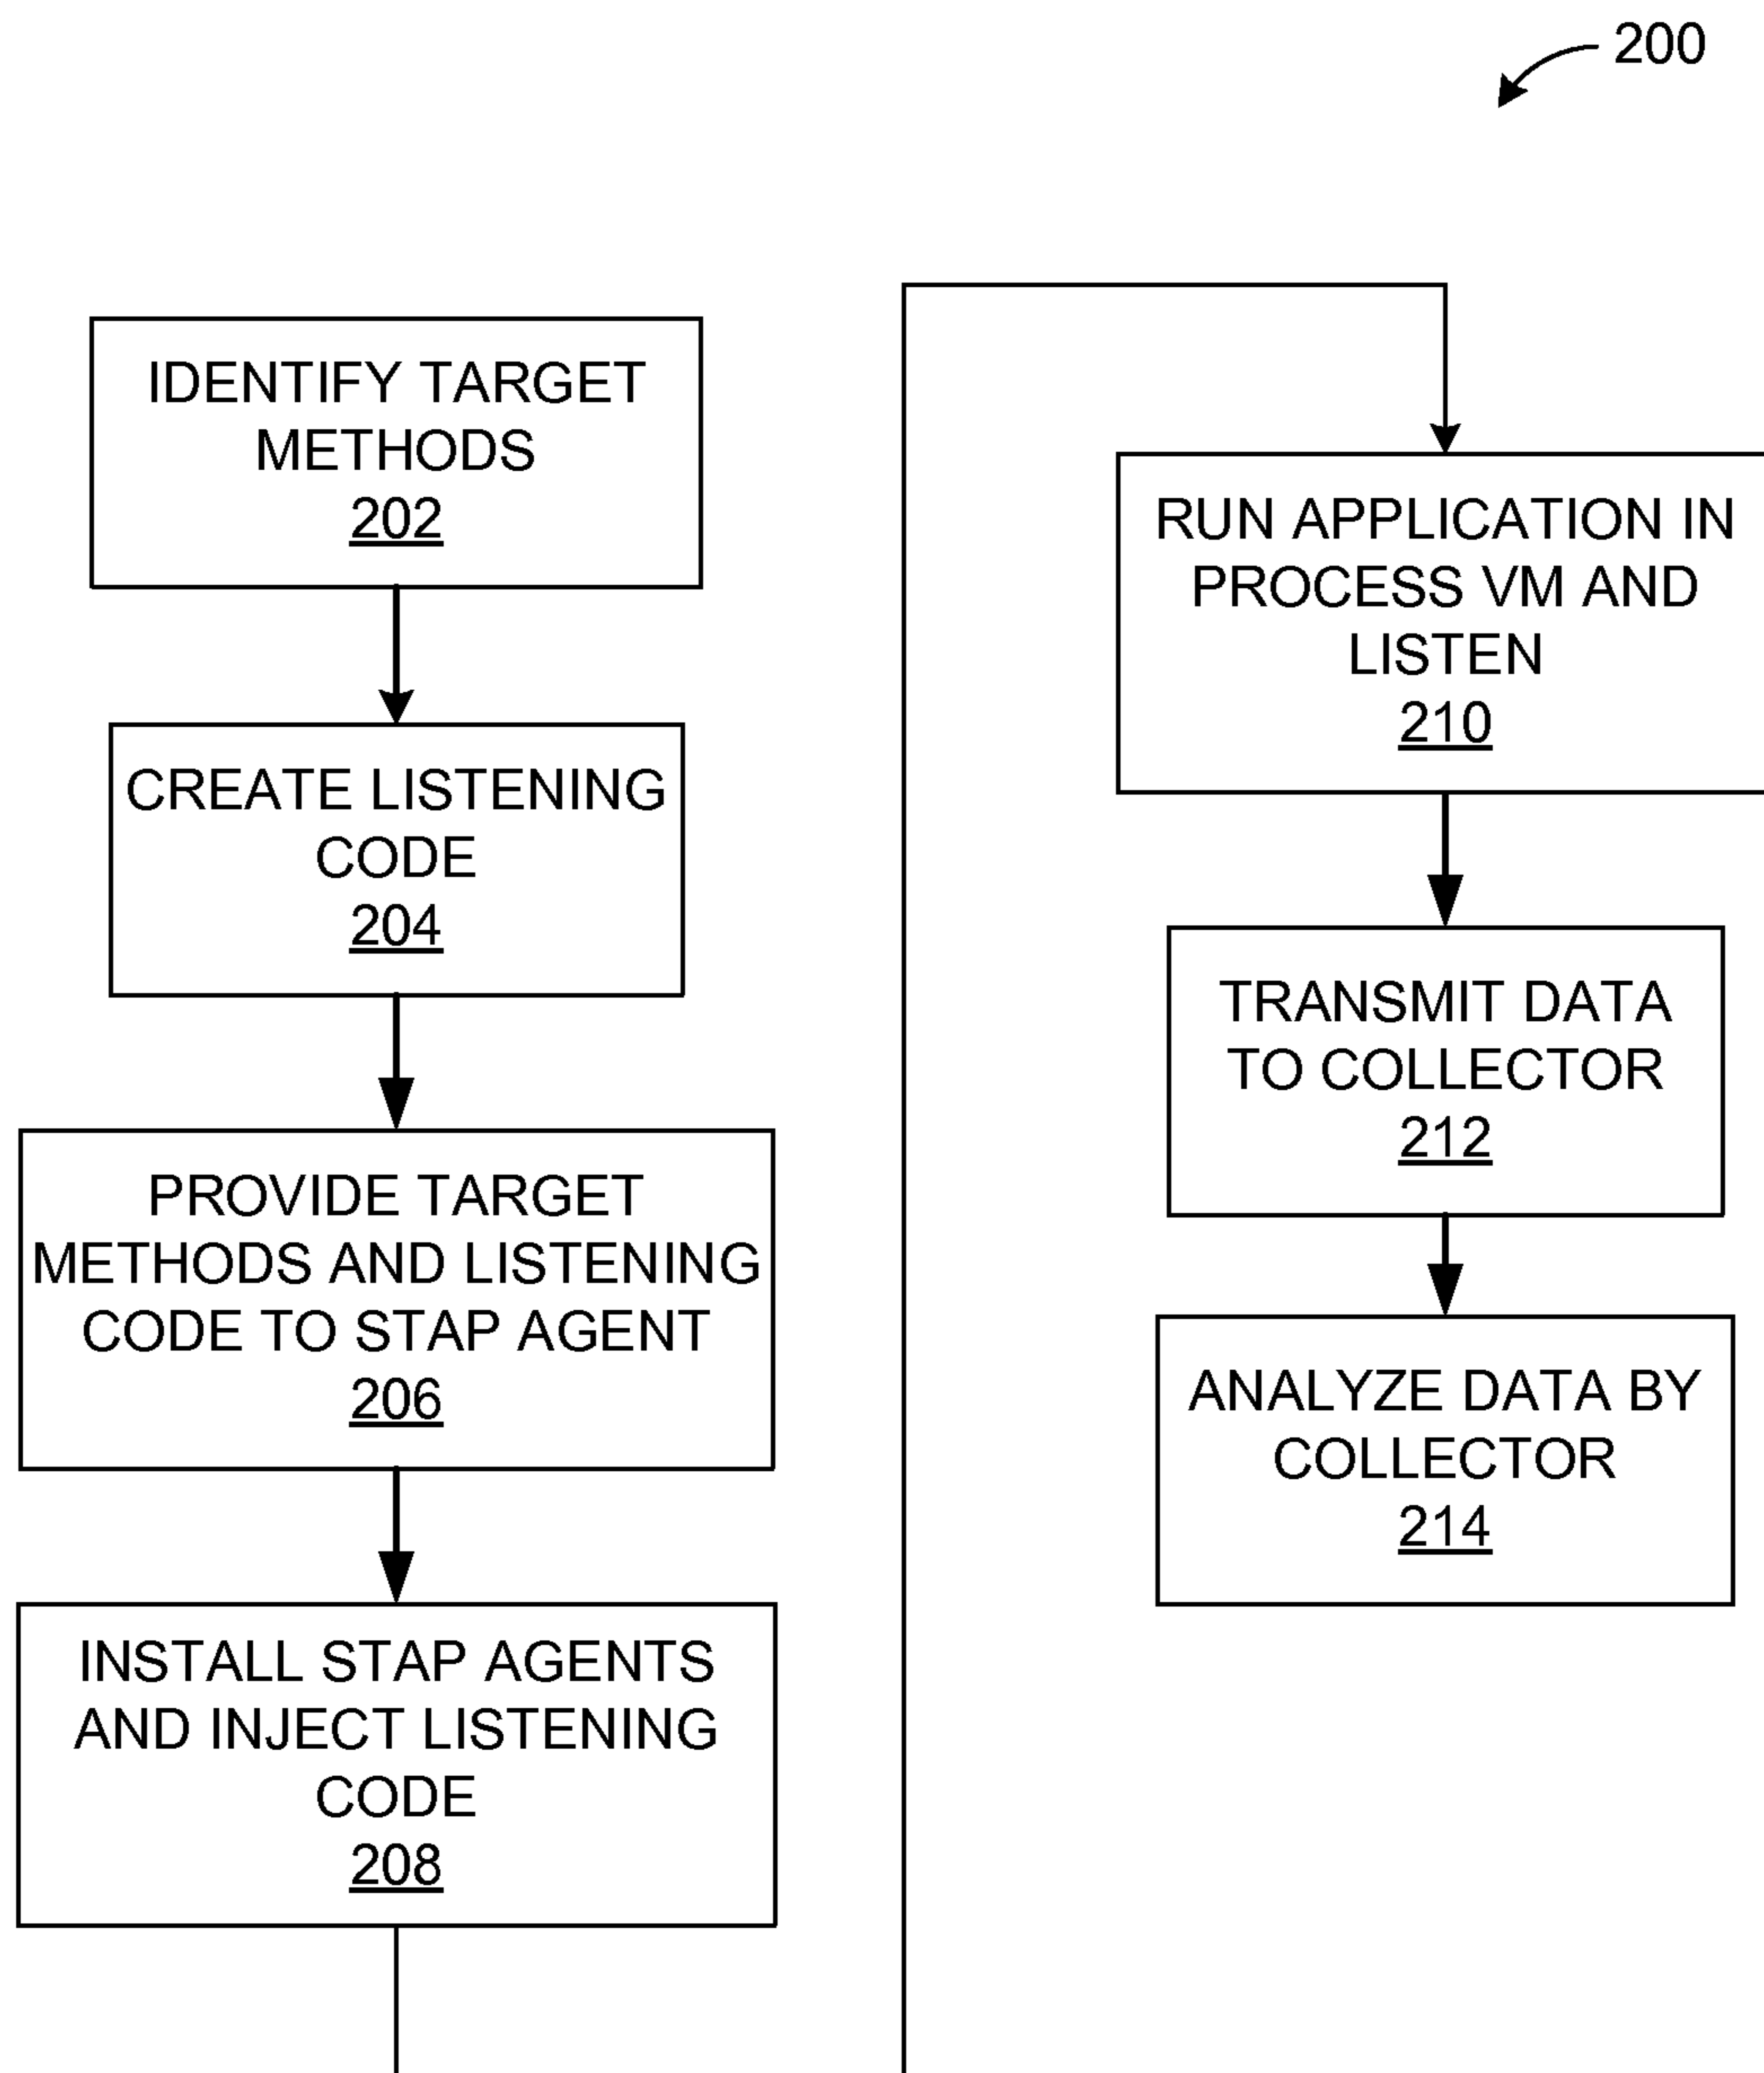 200
IDENTIFY TARGET
METHODS
202
CREATE LISTENING
CODE
204
PROVIDE TARGET
METHODS AND LISTENING
CODE TO STAP AGENT
206
INSTALL STAP AGENTS
AND INJECT LISTENING
CODE
208
RUN APPLICATION IN
PROCESS VM AND
LISTEN
210
TRANSMIT DATA
TO COLLECTOR
212
ANALYZE DATA BY
COLLECTOR
214